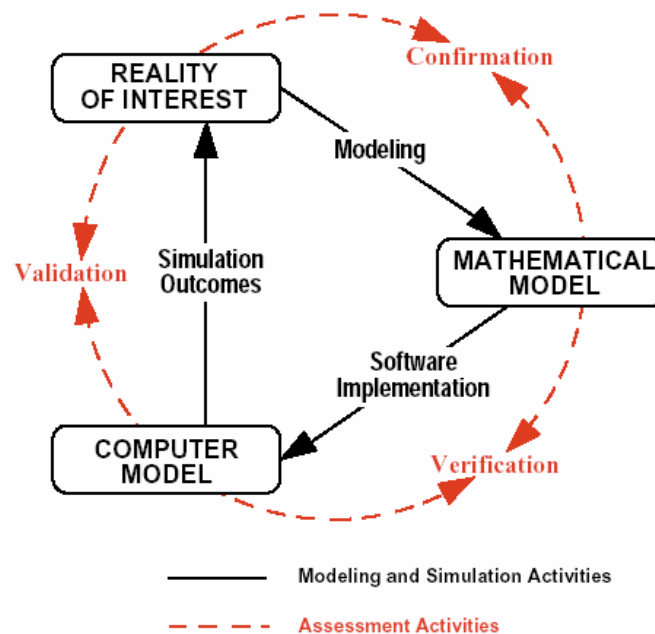 REALITY
OF INTEREST
Confirmation
Modeling
Validation
Simulation
Outcomes
MATHEMATICAL
MODEL
Software
Implementation
COMPUTER
MODEL
Verification
Modeling and Simulation Activities
Assessment Activities